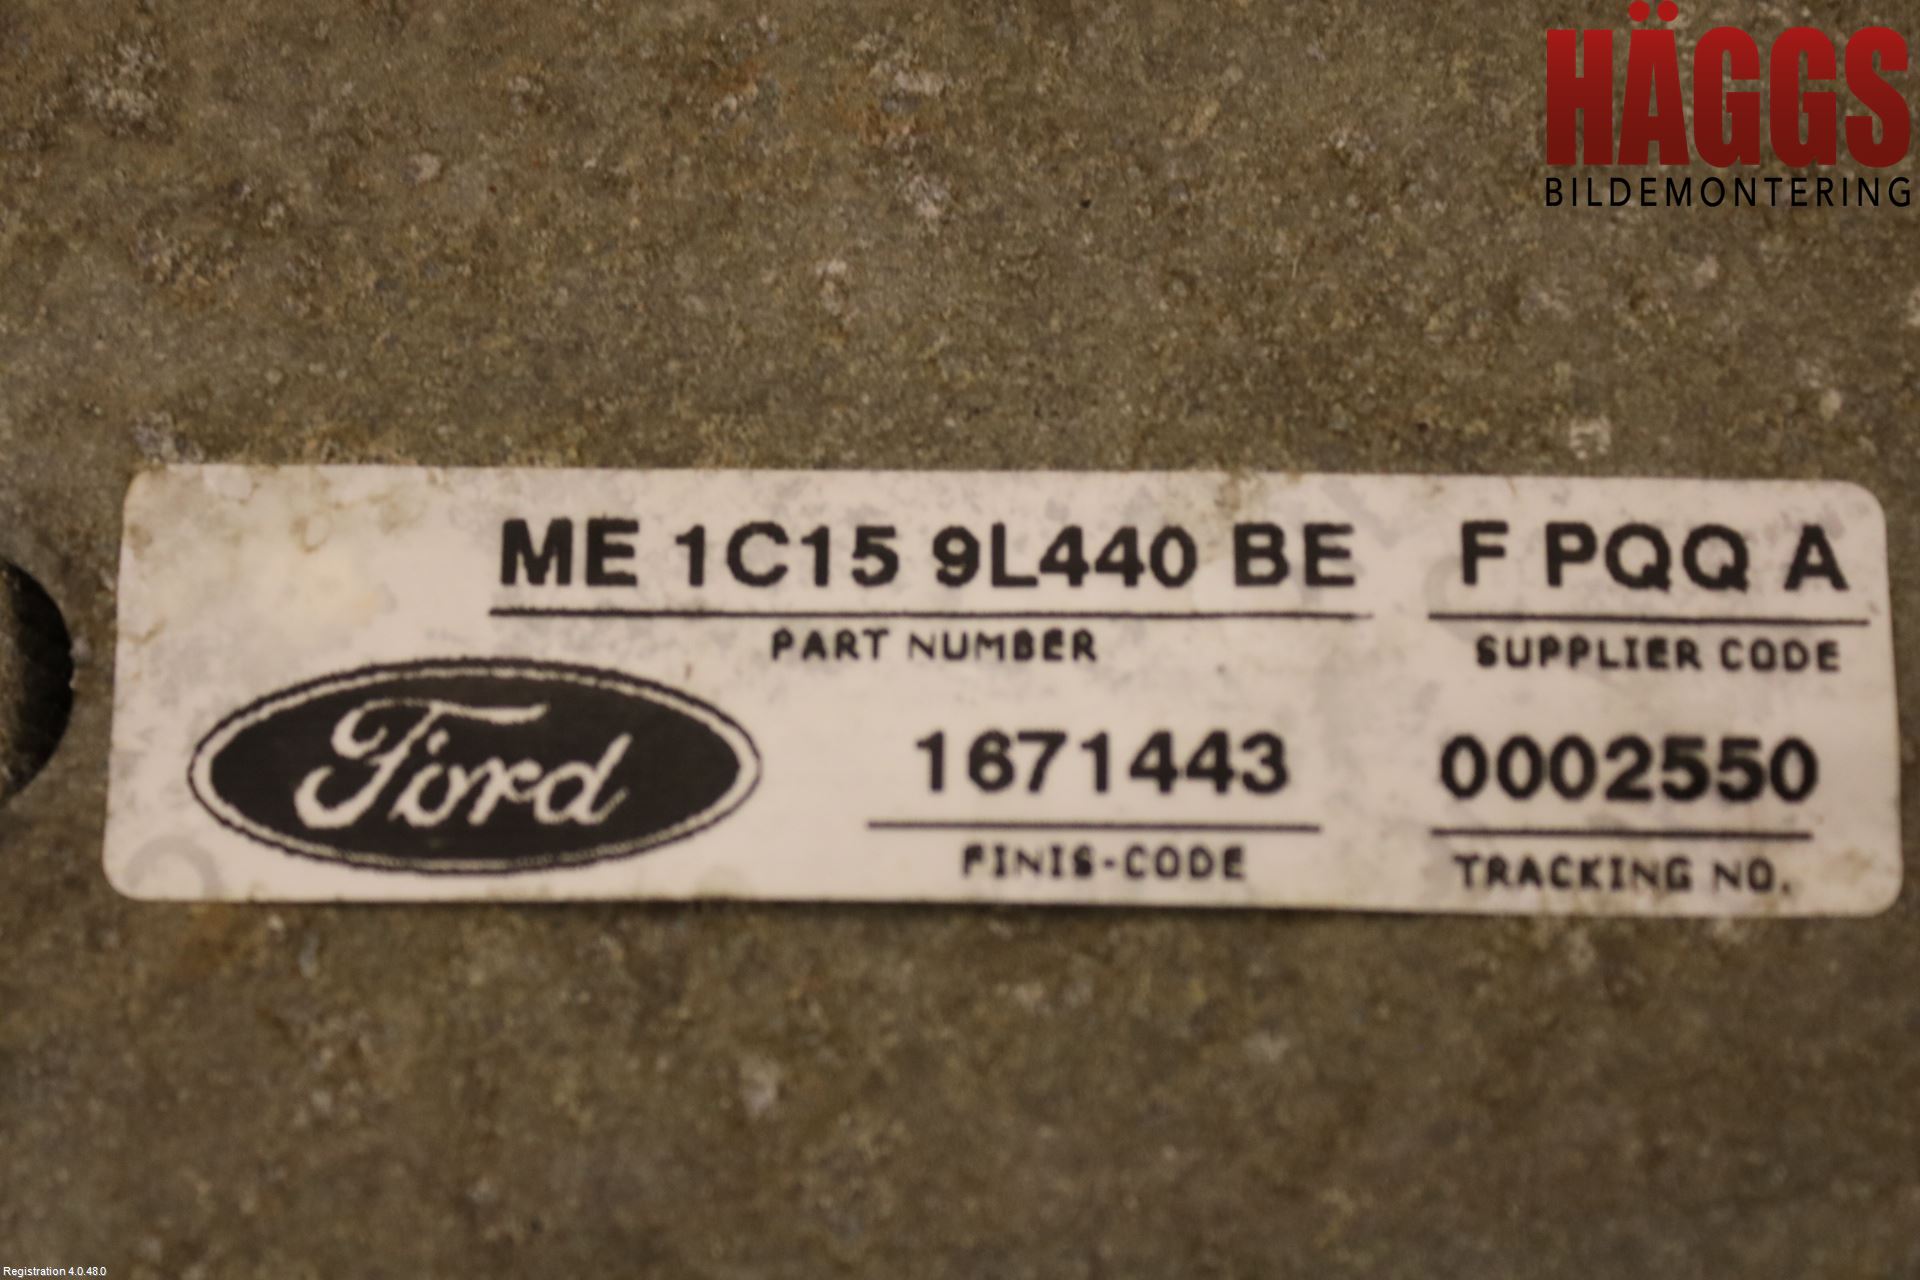 HÄGGS
BILDEMONTERING
ME 1C15 9L440 BE F PQQ A
PART NUMBER SUPPLIER CODE
Ford 1671443 0002550
FINIS-CODE TRACKING NO.
Registration 4.0.48.0